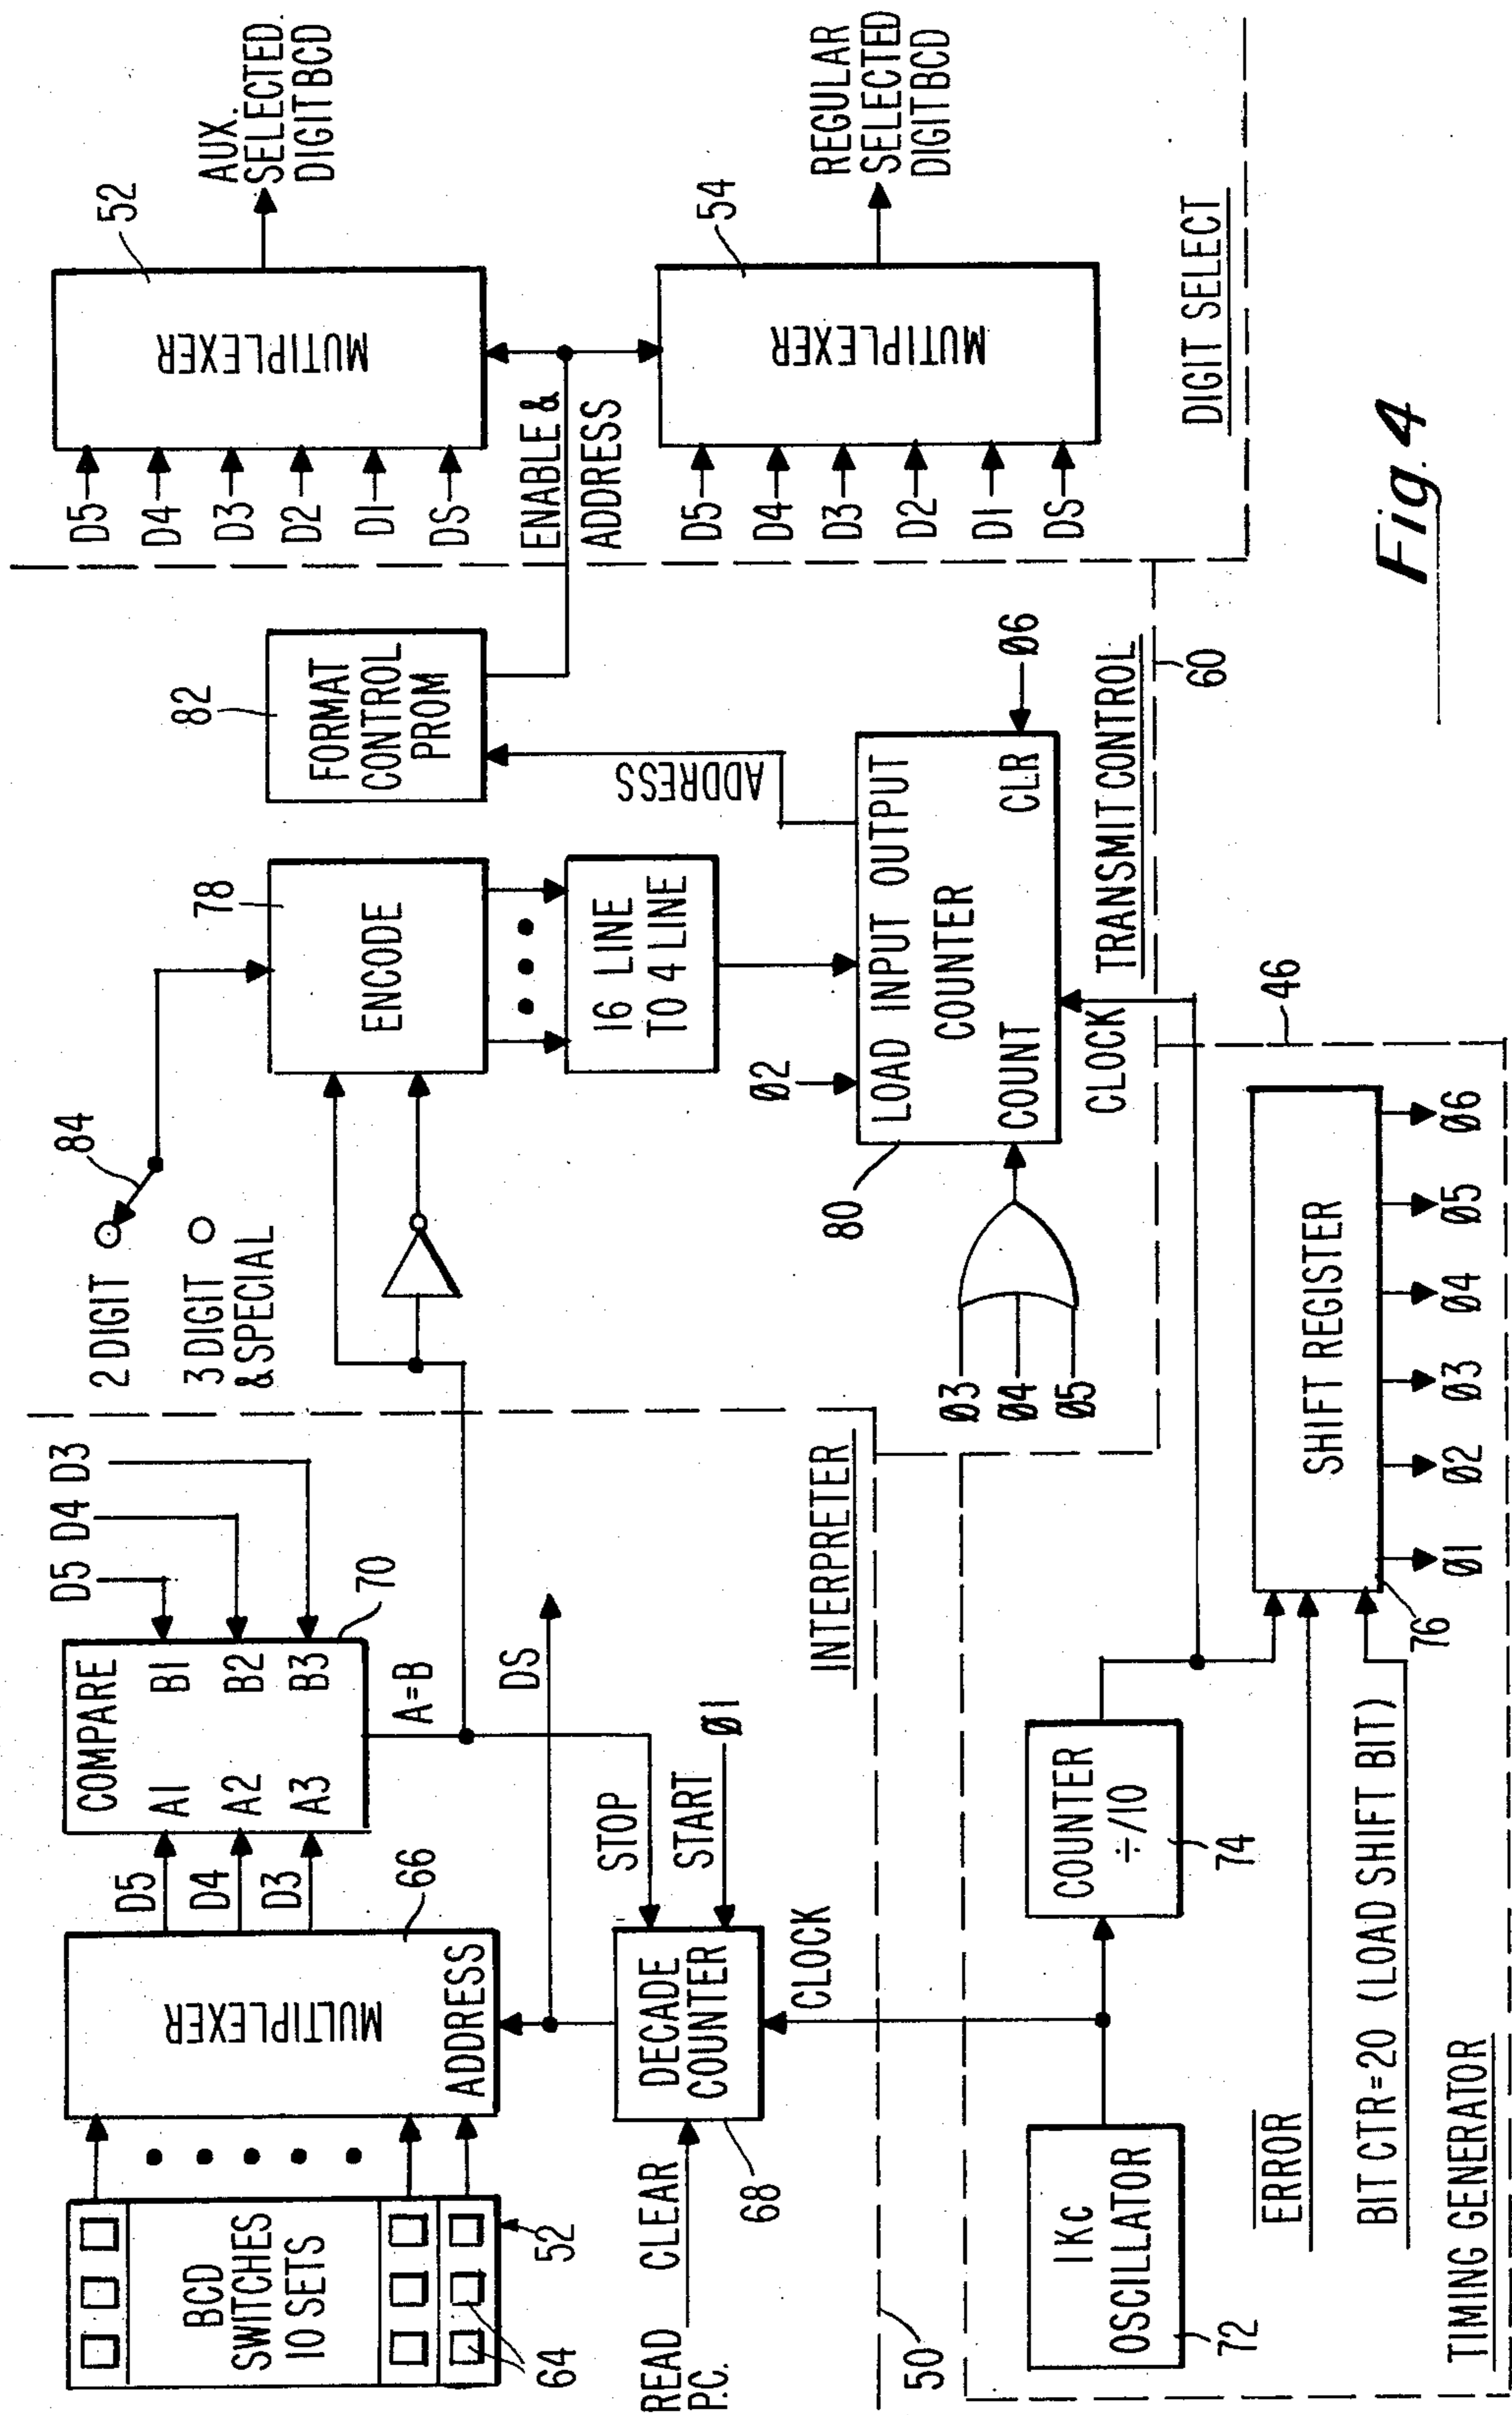 BCD
SWITCHES
10 SETS
64
52
MULTIPLEXER
ADDRESS
66
D5
D4
D3
COMPARE
A1 B1
A2 B2
A3 B3
D5 D4 D3
70
A=B
DS
READ
P.C.
CLEAR
DECADE
COUNTER
68
STOP
START
Ø1
CLOCK
INTERPRETER
50
2 DIGIT
3 DIGIT
& SPECIAL
84
ENCODE
78
16 LINE
TO 4 LINE
FORMAT
CONTROL
PROM
82
ADDRESS
Ø2
LOAD INPUT OUTPUT
COUNTER
COUNT
CLR
80
Ø3
Ø4
Ø5
Ø6
CLOCK
TRANSMIT CONTROL
60
D5
D4
D3
D2
D1
DS
MUTIPLEXER
52
AUX.
SELECTED
DIGIT BCD
ENABLE &
ADDRESS
D5
D4
D3
D2
D1
DS
MUTIPLEXER
54
REGULAR
SELECTED
DIGIT BCD
DIGIT SELECT
1Kc
OSCILLATOR
72
COUNTER
÷/10
74
ERROR
BIT CTR=20 (LOAD SHIFT BIT)
SHIFT REGISTER
76
46
Ø1 Ø2 Ø3 Ø4 Ø5 Ø6
TIMING GENERATOR
Fig. 4